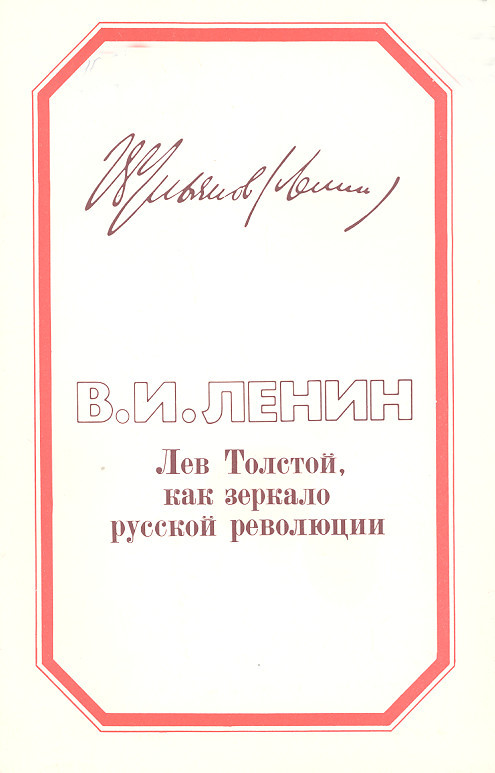 В Ульянов (Ленин)
В.И.ЛЕНИН
Лев Толстой,
как зеркало
русской революции